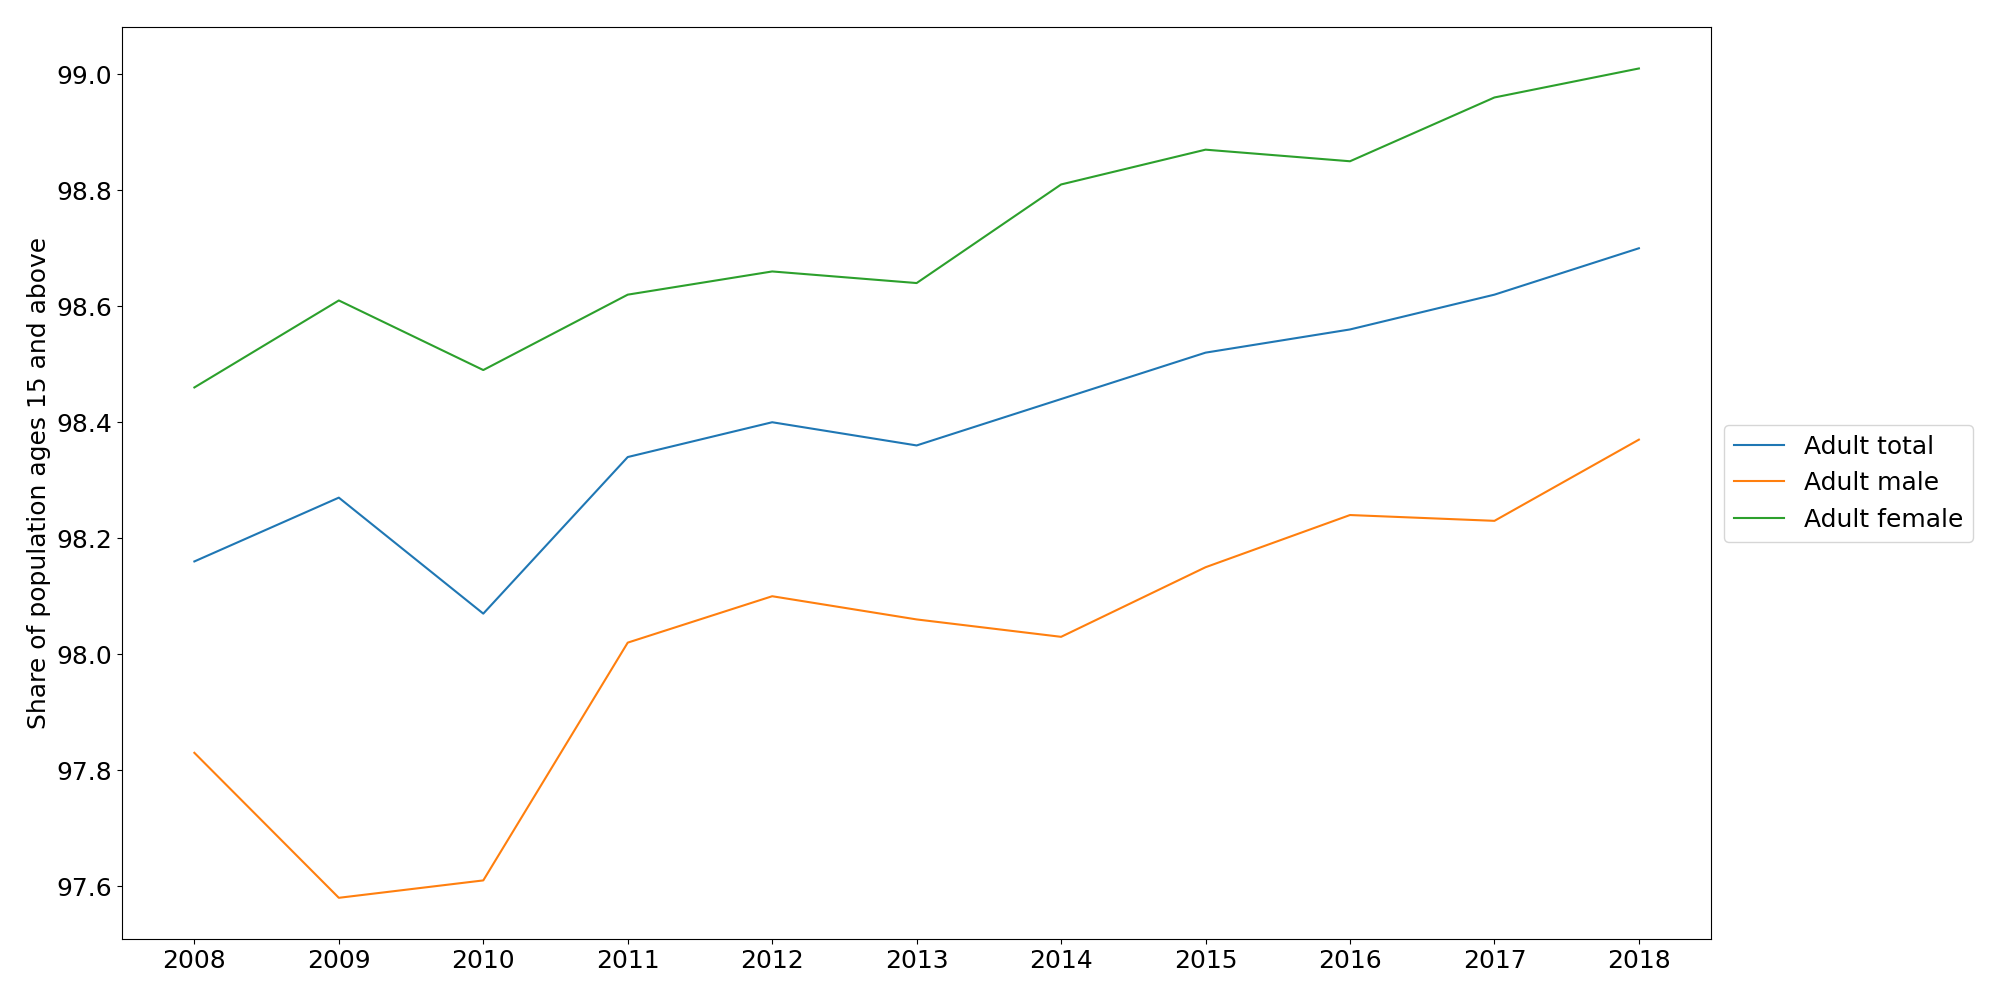 Share of population ages 15 and above
99.0
98.8
98.6
98.4
98.2
98.0
97.8
97.6
2008 2009 2010 2011 2012 2013 2014 2015 2016 2017 2018
Adult total
Adult male
Adult female